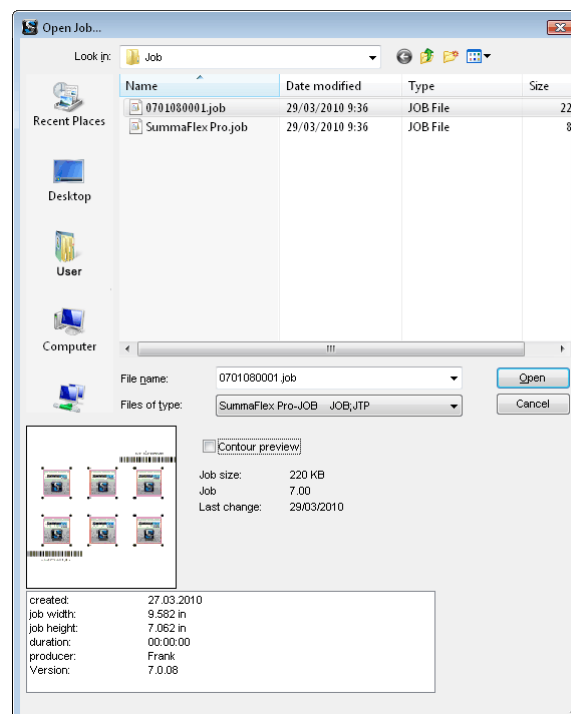 Open Job...
Look in: Job
Name Date modified Type Size
0701080001.job 29/03/2010 9:36 JOB File 22
SummaFlex Pro.job 29/03/2010 9:36 JOB File 8
Recent Places
Desktop
User
Computer
File name: 0701080001.job Open
Files of type: SummaFlex Pro-JOB JOB;JTP Cancel
Contour preview
Job size: 220 KB
Job 7.00
Last change: 29/03/2010
created: 27.03.2010
job width: 9.582 in
job height: 7.062 in
duration: 00:00:00
producer: Frank
Version: 7.0.08